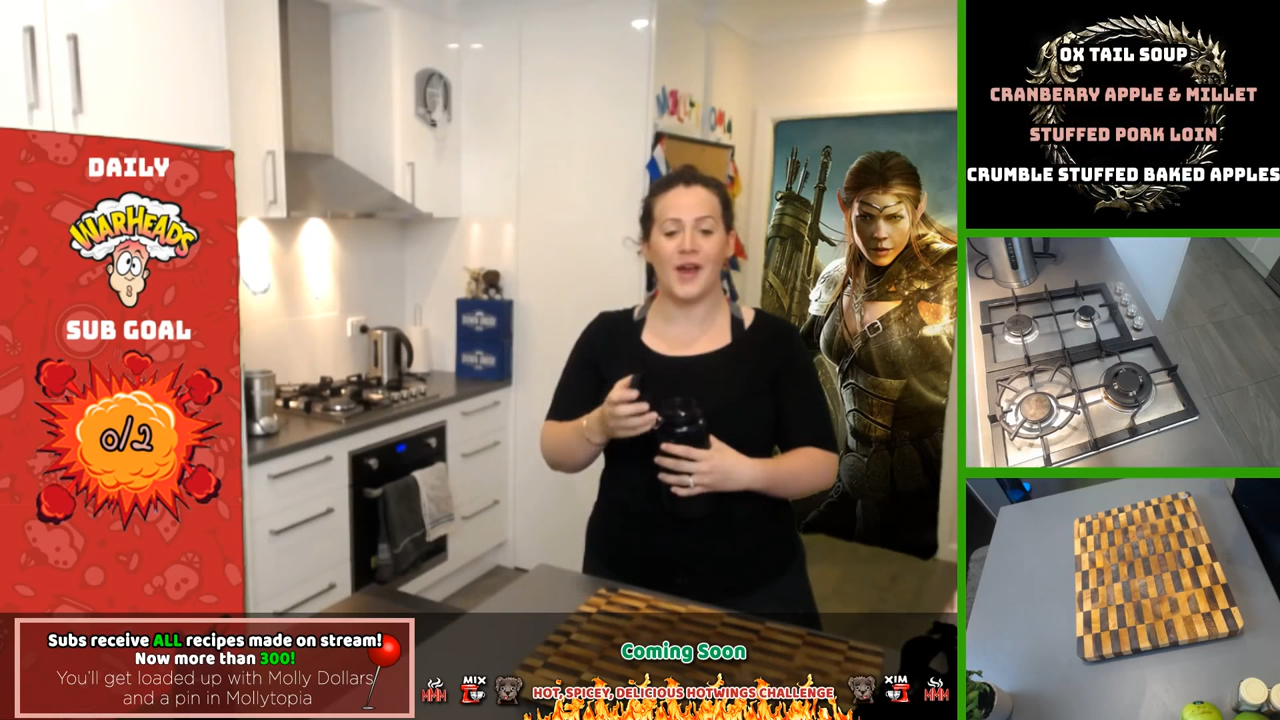 DAILY
WARHEADS
SUB GOAL
0/2
OX TAIL SOUP
CRANBERRY APPLE & MILLET
STUFFED PORK LOIN
CRUMBLE STUFFED BAKED APPLES
Subs receive ALL recipes made on stream!
Now more than 300!
You'll get loaded up with Molly Dollars
and a pin in Mollytopia
Coming Soon
MIX
HOT, SPICEY, DELICIOUS HOTWINGS CHALLENGE
XIM